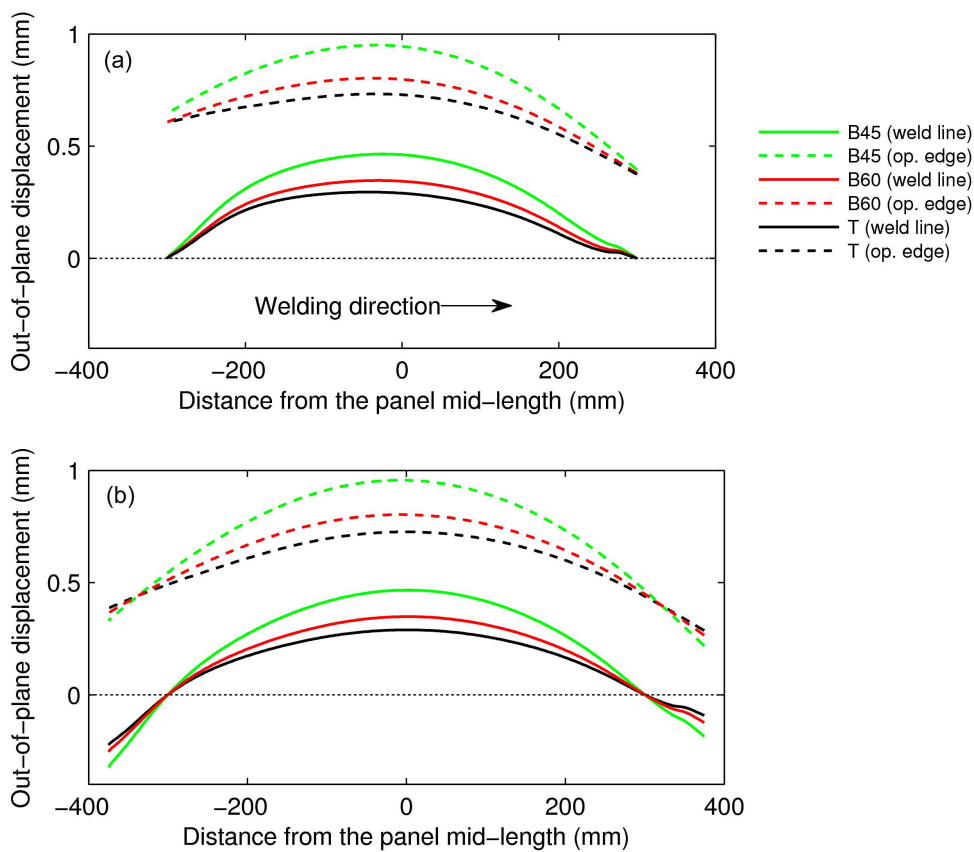 (a)
Out−of−plane displacement (mm)
1
0.5
0
Welding direction
−400
−200
0
200
400
Distance from the panel mid−length (mm)
B45 (weld line)
B45 (op. edge)
B60 (weld line)
B60 (op. edge)
T (weld line)
T (op. edge)
(b)
Out−of−plane displacement (mm)
1
0.5
0
−400
−200
0
200
400
Distance from the panel mid−length (mm)